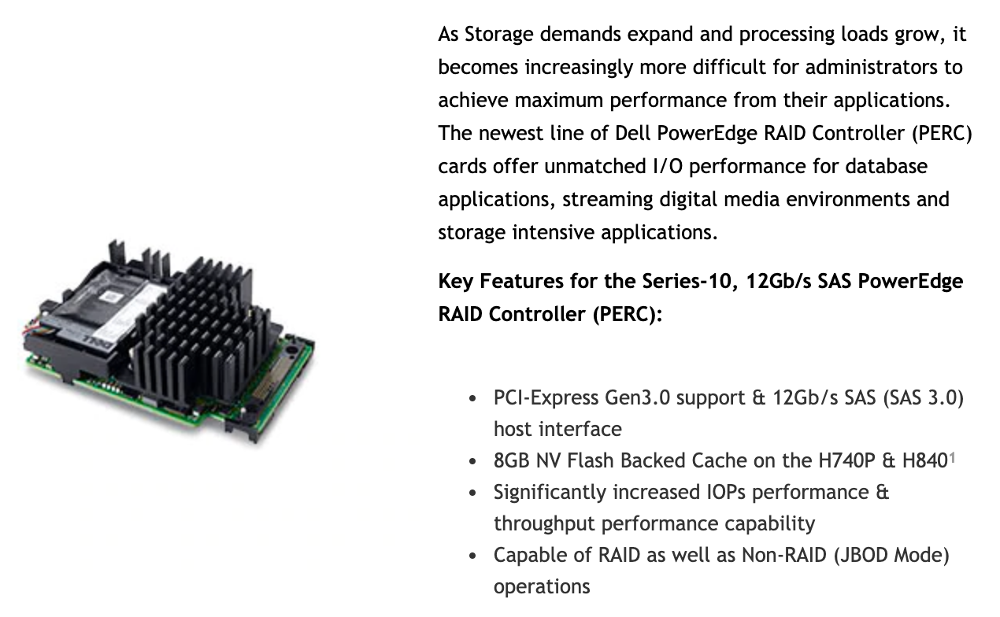 As Storage demands expand and processing loads grow, it
becomes increasingly more difficult for administrators to
achieve maximum performance from their applications.
The newest line of Dell PowerEdge RAID Controller (PERC)
cards offer unmatched I/O performance for database
applications, streaming digital media environments and
storage intensive applications.
Key Features for the Series-10, 12Gb/s SAS PowerEdge
RAID Controller (PERC):
• PCI-Express Gen3.0 support & 12Gb/s SAS (SAS 3.0)
host interface
• 8GB NV Flash Backed Cache on the H740P & H840¹
• Significantly increased IOPs performance &
throughput performance capability
• Capable of RAID as well as Non-RAID (JBOD Mode)
operations
DELL